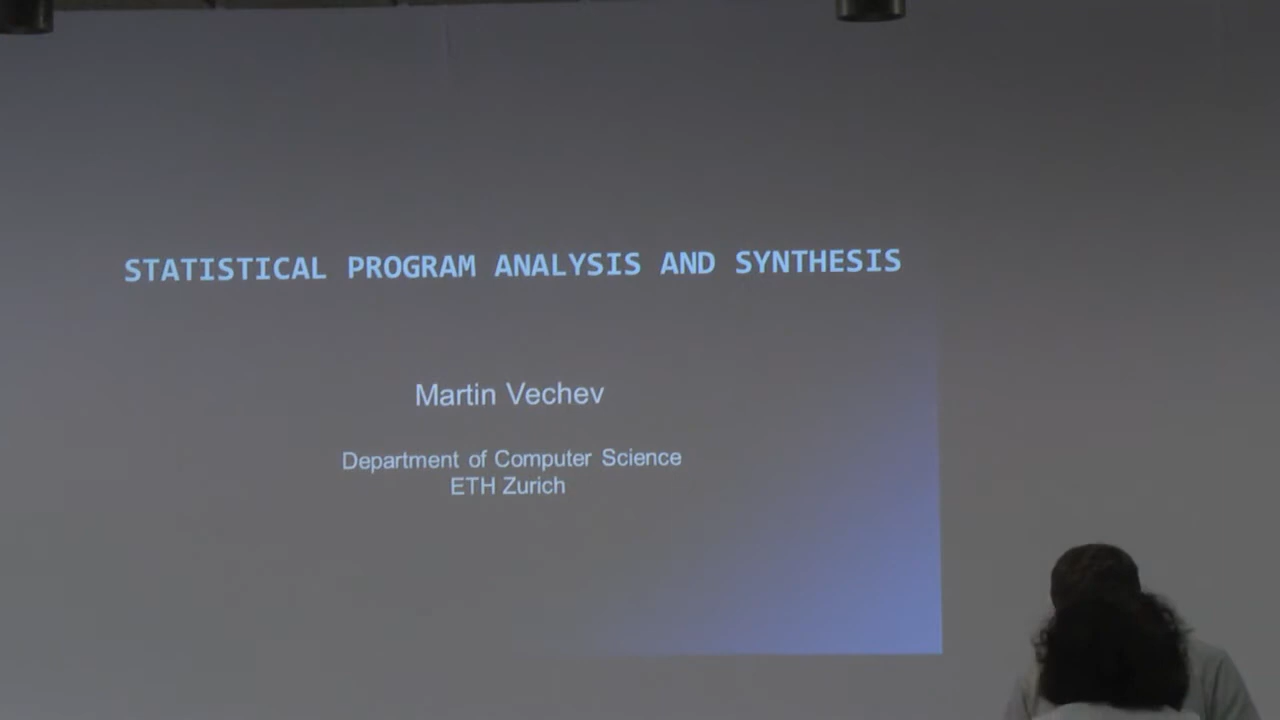 STATISTICAL PROGRAM ANALYSIS AND SYNTHESIS
Martin Vechev
Department of Computer Science
ETH Zurich